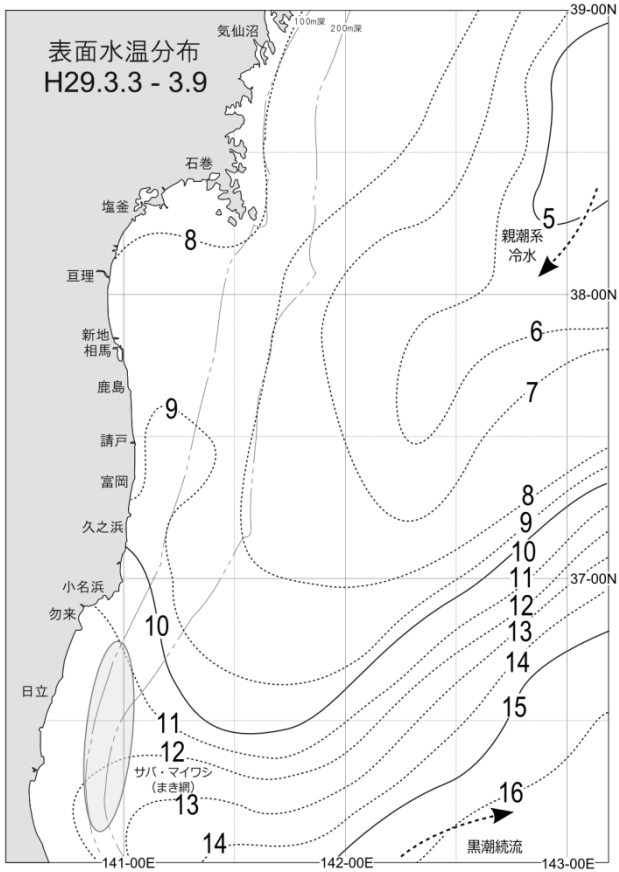 39-00N
100m深
200m深
気仙沼
表面水温分布
H29.3.3 - 3.9
石巻
塩釜
5
8
親潮系
冷水
亘理
38-00N
6
新地
相馬
7
鹿島
9
請戸
富岡
8
9
久之浜
10
11
37-00N
小名浜
12
勿来
10
13
14
日立
15
11
12
サバ・マイワシ
(まき網)
16
13
14
黒潮続流
141-00E
142-00E
143-00E